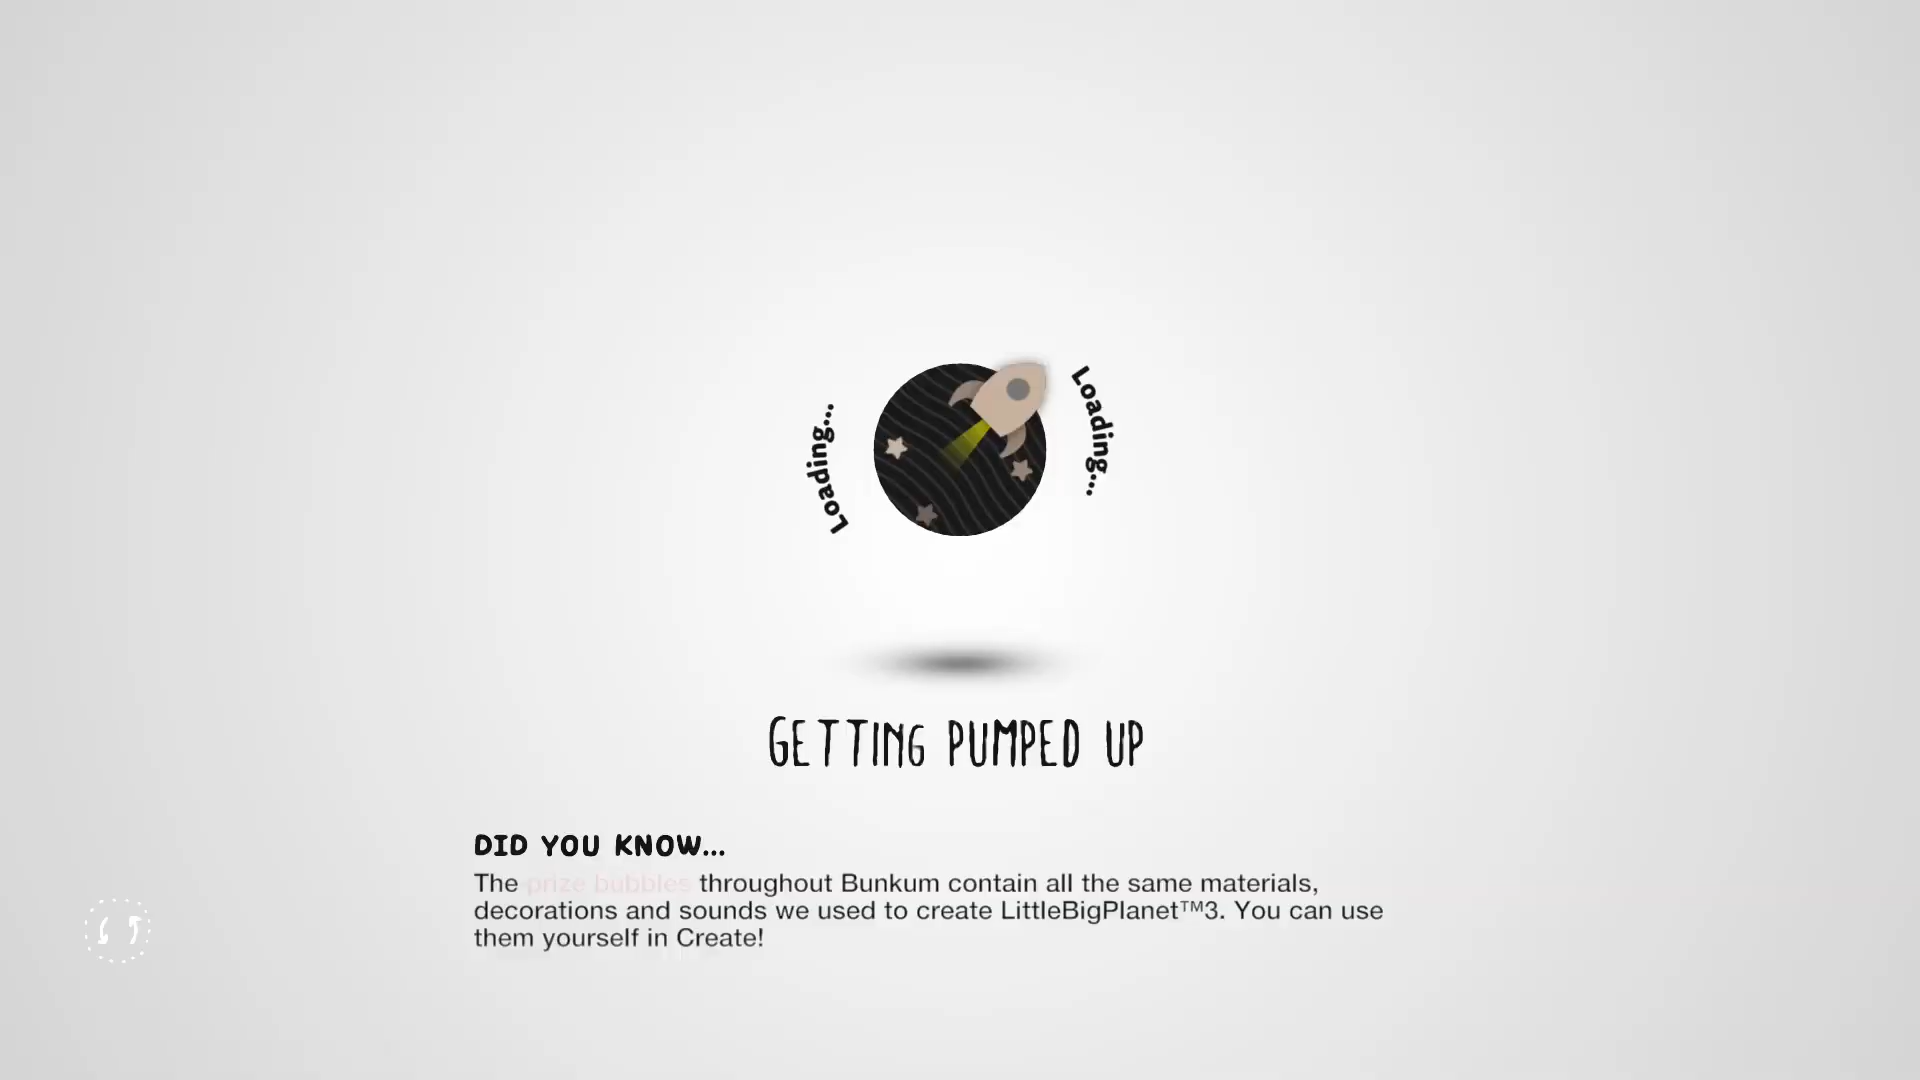 Loading...
Loading...
GETTING PUMPED UP
DID YOU KNOW...
The prize bubbles throughout Bunkum contain all the same materials,
decorations and sounds we used to create LittleBigPlanet™3. You can use
them yourself in Create!